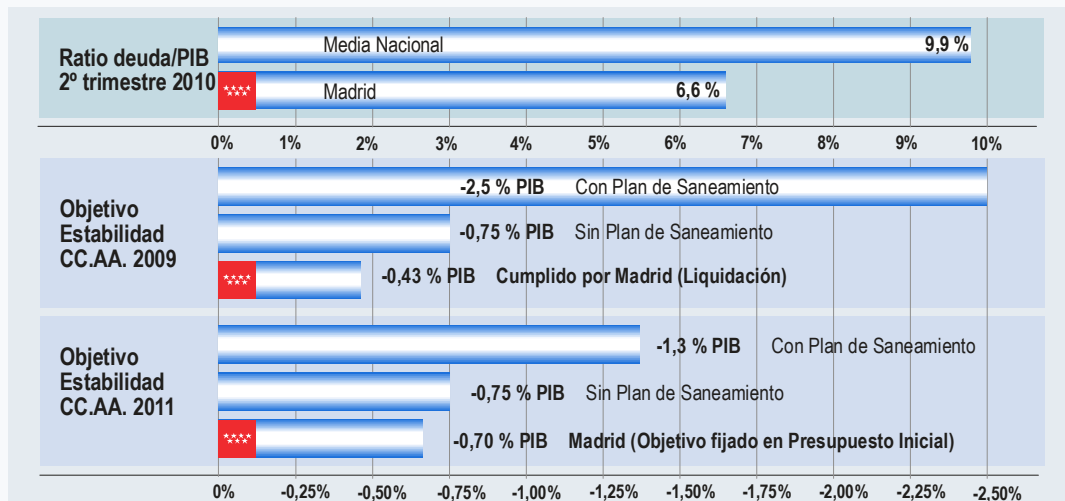 Ratio deuda/PIB
2º trimestre 2010
Media Nacional 9,9 %
Madrid 6,6 %
0% 1% 2% 3% 4% 5% 6% 7% 8% 9% 10%
Objetivo
Estabilidad
CC.AA. 2009
-2,5 % PIB Con Plan de Saneamiento
-0,75 % PIB Sin Plan de Saneamiento
-0,43 % PIB Cumplido por Madrid (Liquidación)
Objetivo
Estabilidad
CC.AA. 2011
-1,3 % PIB Con Plan de Saneamiento
-0,75 % PIB Sin Plan de Saneamiento
-0,70 % PIB Madrid (Objetivo fijado en Presupuesto Inicial)
0% -0,25% -0,50% -0,75% -1,00% -1,25% -1,50% -1,75% -2,00% -2,25% -2,50%